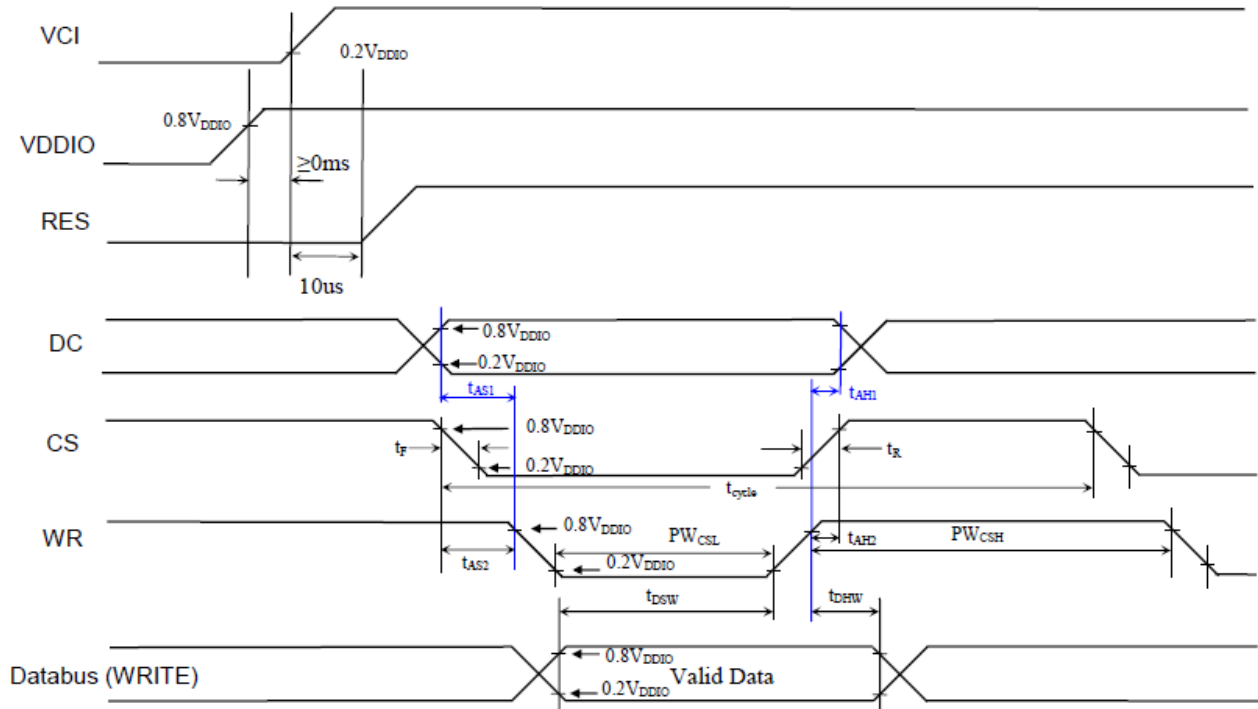 VCI
0.2VDDIO
0.8VDDIO
VDDIO
≥0ms
RES
10us
0.8VDDIO
DC
0.2VDDIO
tAS1
tAH1
CS
0.8VDDIO
tF
tR
0.2VDDIO
tcycle
WR
0.8VDDIO
PWCSL
tAH2
PWCSH
tAS2
0.2VDDIO
tDSW
tDHW
0.8VDDIO
Databus (WRITE)
Valid Data
0.2VDDIO